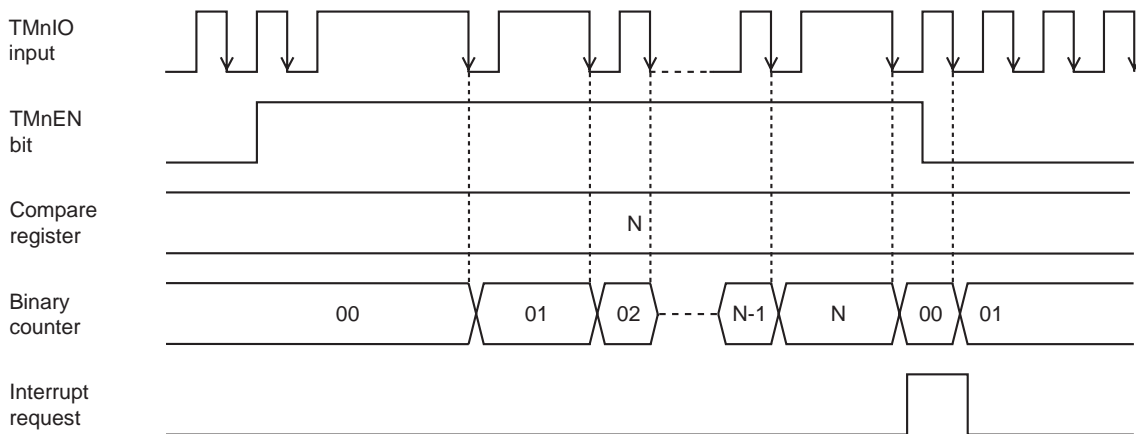 TMnIO
input
TMnEN
bit
Compare
register
N
Binary
counter
00 01 02 N-1 N 00 01
Interrupt
request